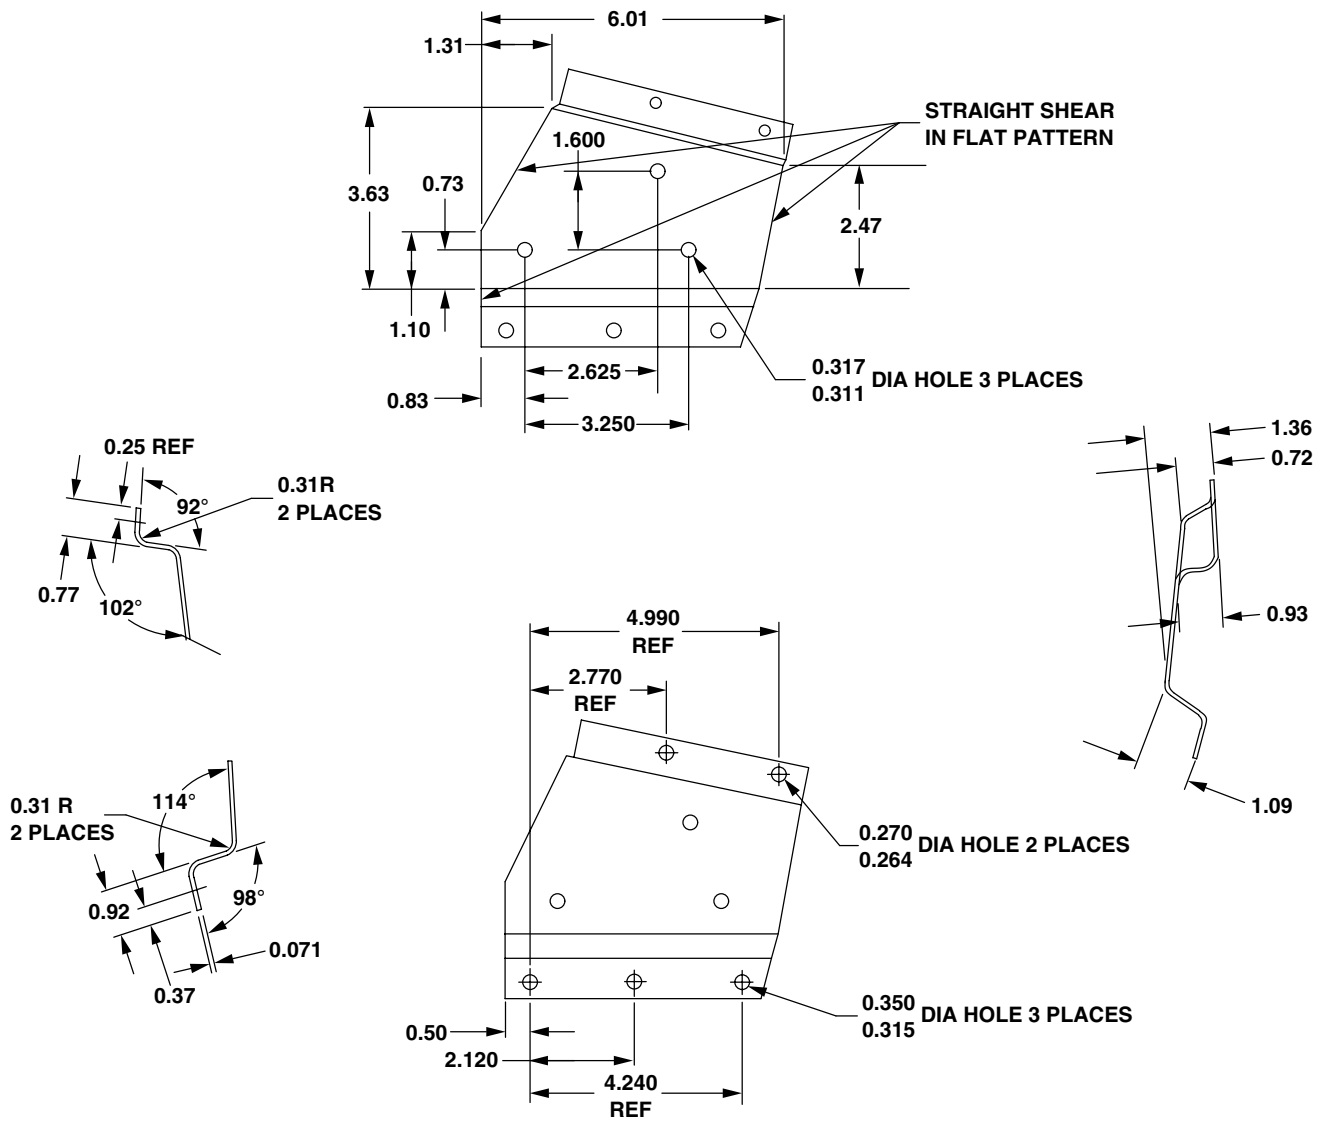 6.01
1.31
STRAIGHT SHEAR
IN FLAT PATTERN
1.600
0.73
3.63
2.47
1.10
0.317
0.311
DIA HOLE 3 PLACES
2.625
0.83
3.250
0.25 REF
92°
0.31R
2 PLACES
0.77
102°
1.36
0.72
0.93
1.09
4.990
REF
2.770
REF
0.270
0.264
DIA HOLE 2 PLACES
0.31 R
2 PLACES
114°
0.92
98°
0.071
0.37
0.350
0.315
DIA HOLE 3 PLACES
0.50
2.120
4.240
REF